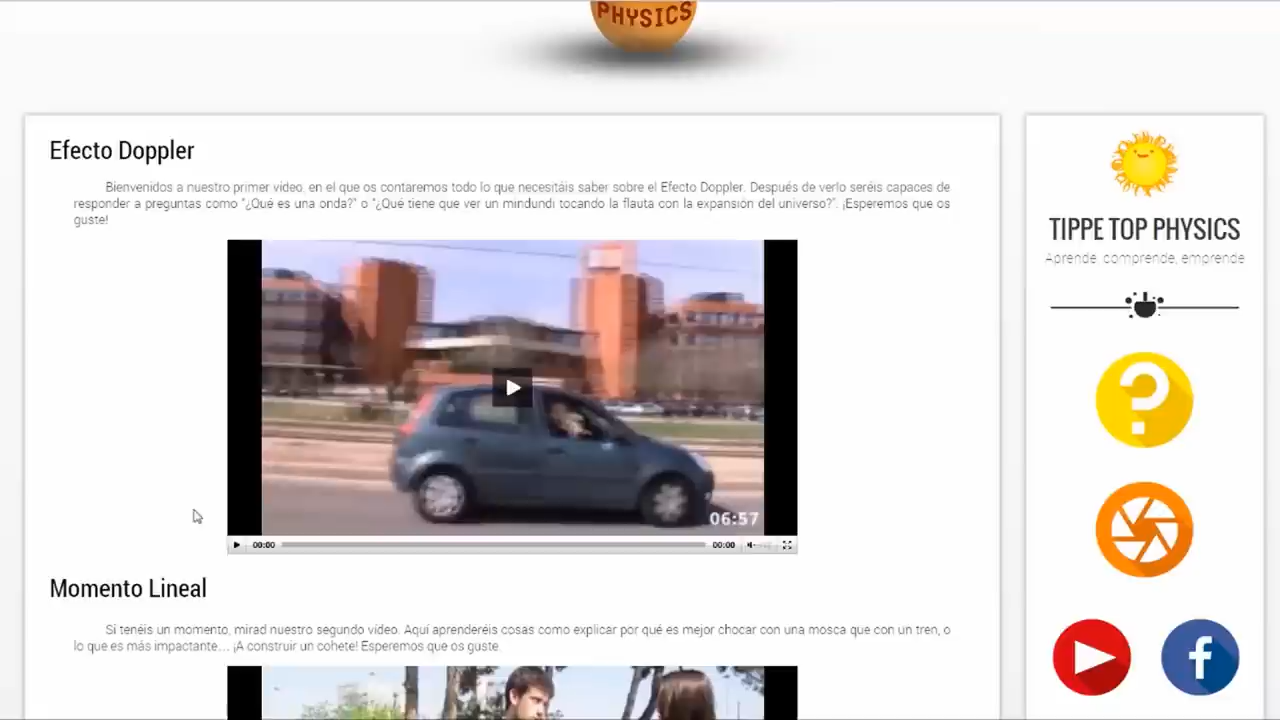 PHYSICS
Efecto Doppler
Bienvenidos a nuestro primer vídeo, en el que os contaremos todo lo que necesitáis saber sobre el Efecto Doppler. Después de verlo seréis capaces de
responder a preguntas como "¿Qué es una onda?" o "¿Qué tiene que ver un mindundi tocando la flauta con la expansión del universo?". ¡Esperemos que os
guste!
06:57
00:00
00:00
Momento Lineal
Si tenéis un momento, mirad nuestro segundo vídeo. Aquí aprenderéis cosas como explicar por qué es mejor chocar con una mosca que con un tren, o
lo que es más impactante... ¡A construir un cohete! Esperemos que os guste.
TIPPE TOP PHYSICS
Aprende, comprende, emprende
?
f